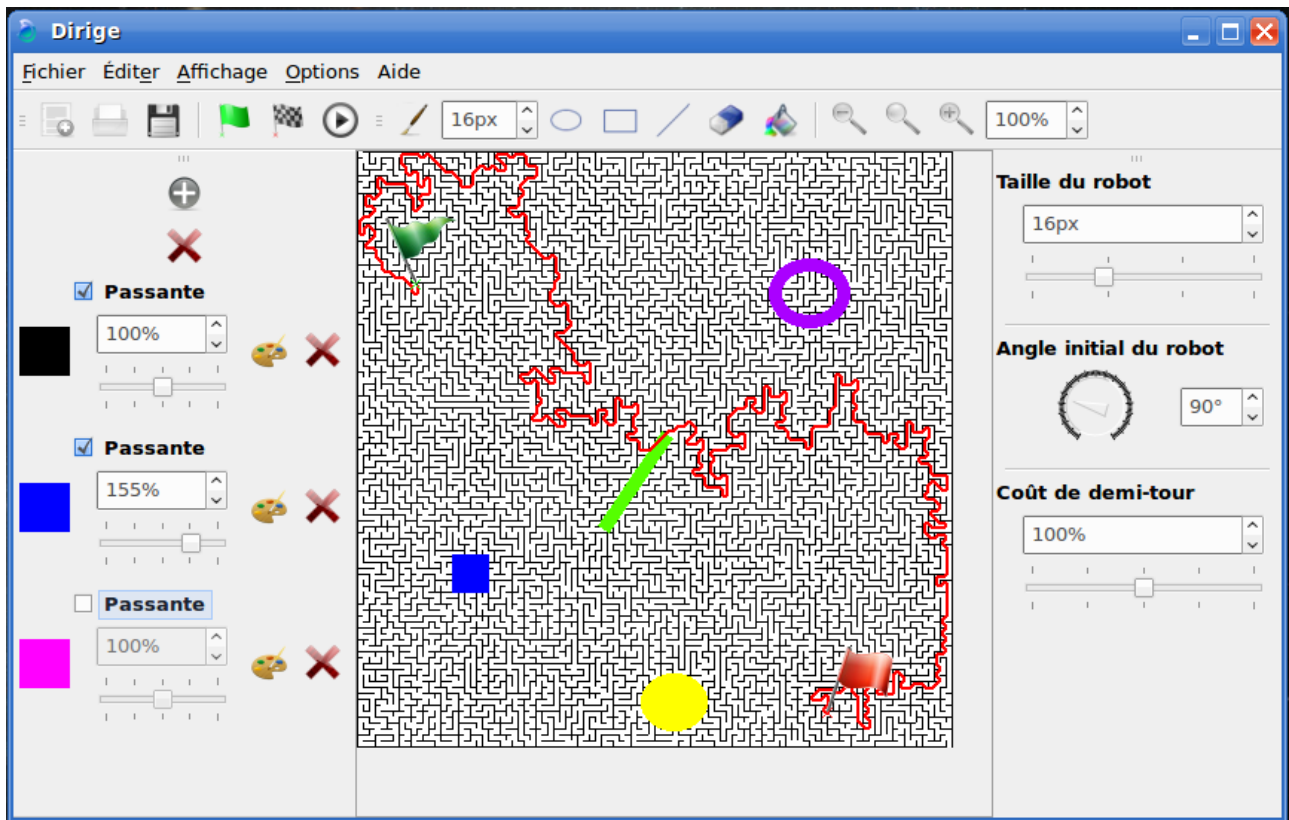 Dirige
Fichier Éditer Affichage Options Aide
16px 100%
Passante
100%
Passante
155%
Passante
100%
Taille du robot
16px
Angle initial du robot
90°
Coût de demi-tour
100%